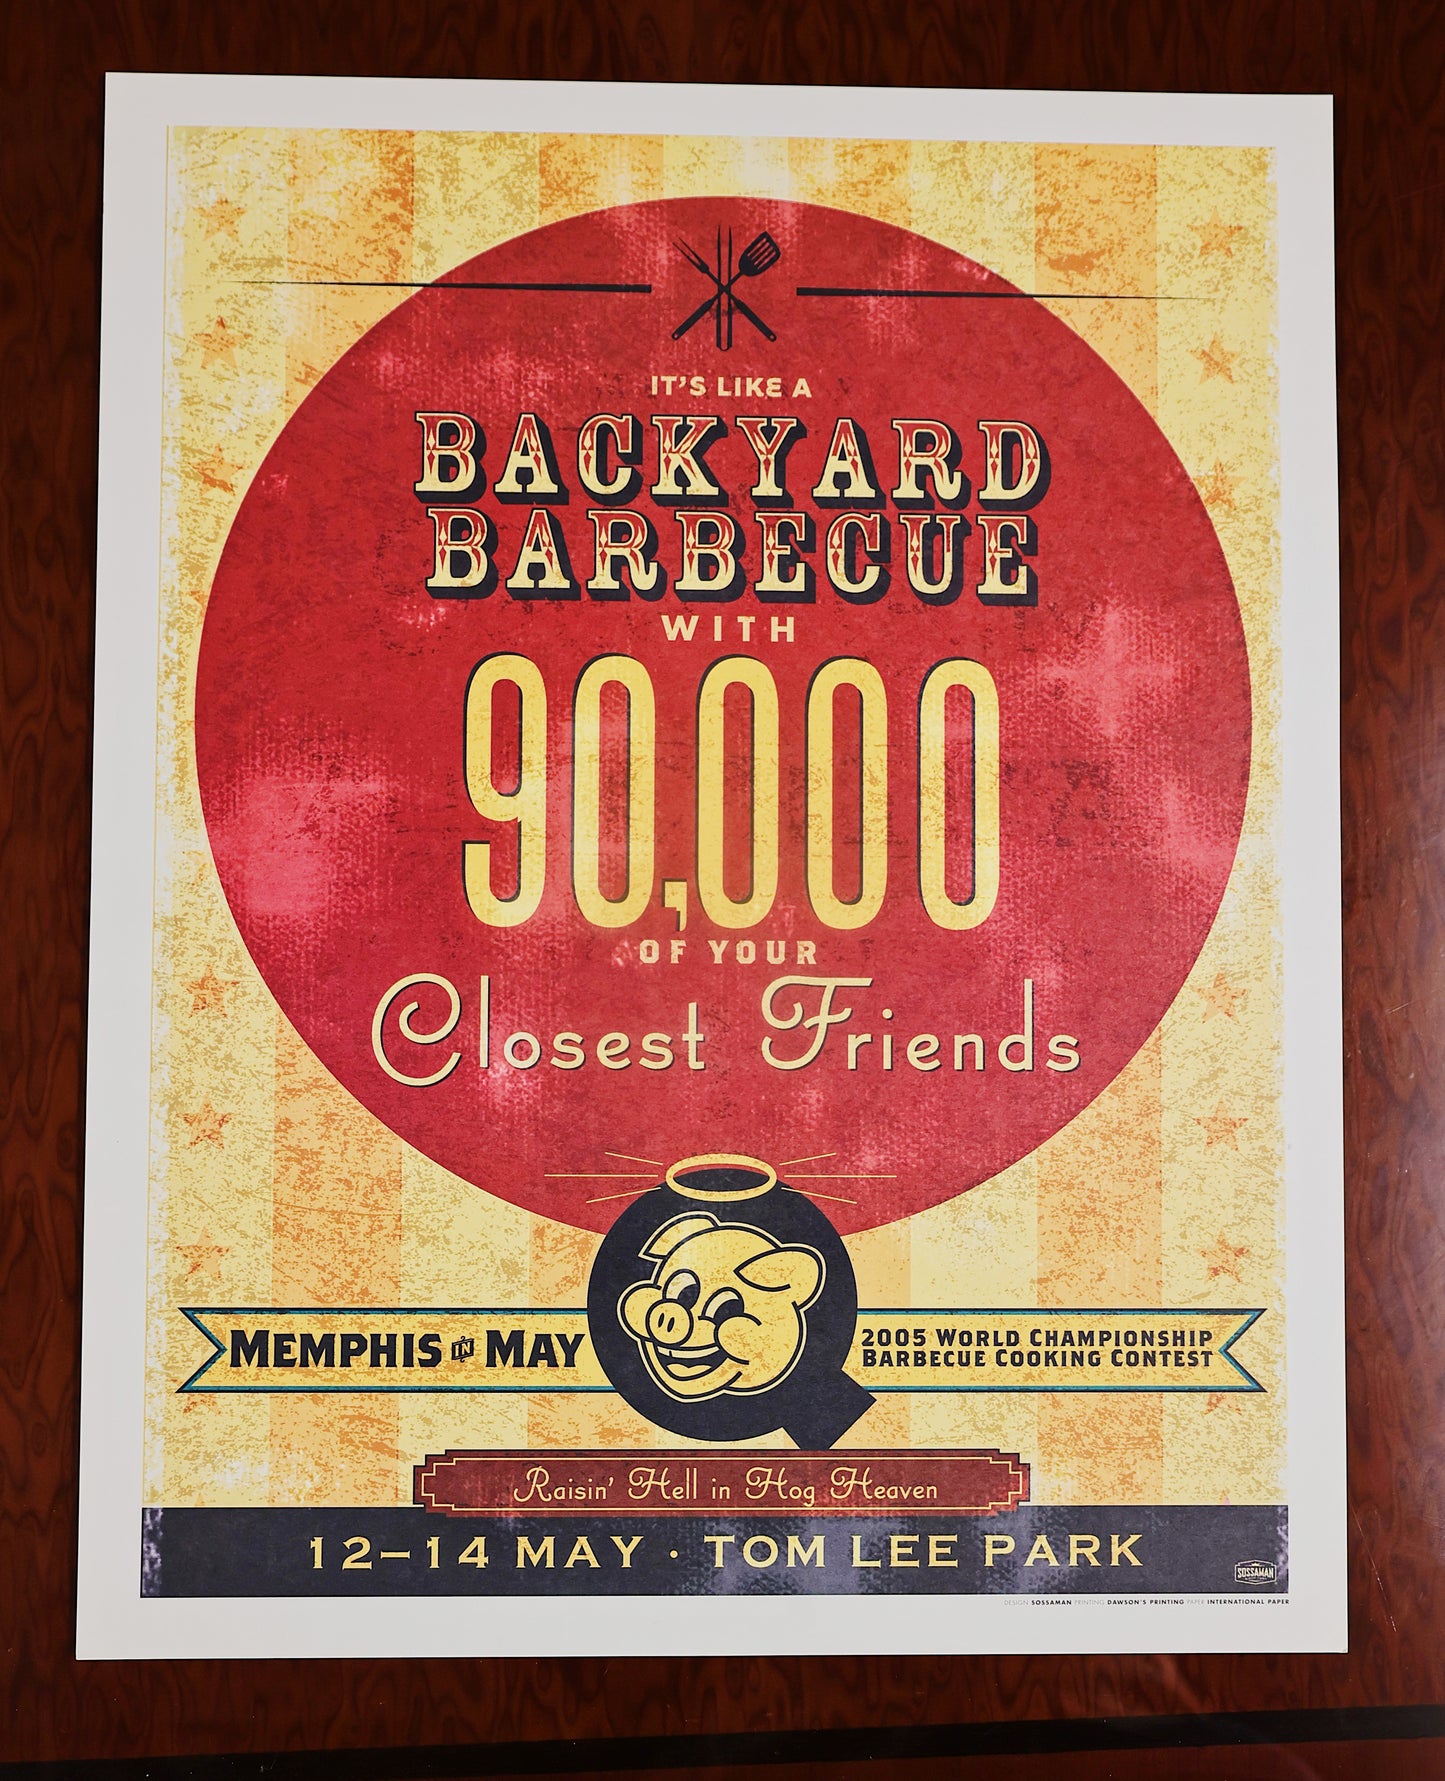 IT'S LIKE A
BACKYARD
BARBECUE
WITH
90,000
OF YOUR
Closest Friends
MEMPHIS IN MAY
2005 WORLD CHAMPIONSHIP
BARBECUE COOKING CONTEST
Raisin' Hell in Hog Heaven
12–14 MAY · TOM LEE PARK
SOSSAMAN
DESIGN SOSSAMAN PRINTING DAWSON'S PRINTING PAPER INTERNATIONAL PAPER